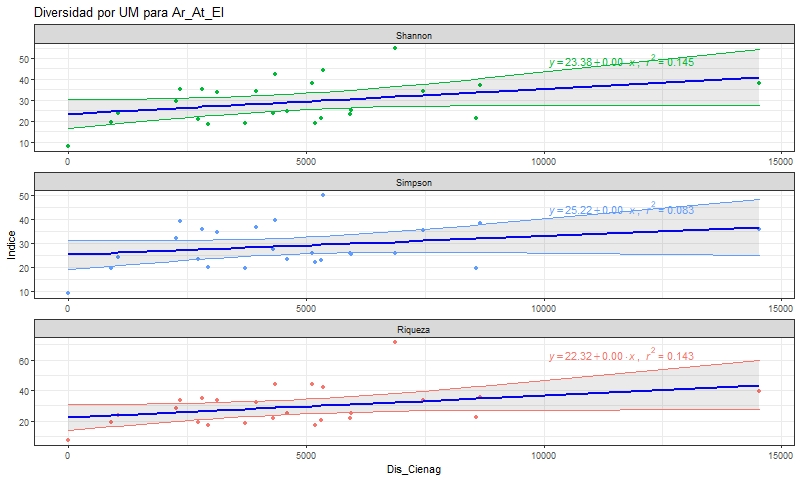 Diversidad por UM para Ar_At_El
Shannon
y = 23.38 + 0.00 · x , r² = 0.145
50
40
30
20
10
0 5000 10000 15000
Simpson
y = 25.22 + 0.00 · x , r² = 0.083
50
40
30
20
10
Indice
0 5000 10000 15000
Riqueza
y = 22.32 + 0.00 · x , r² = 0.143
60
40
20
0 5000 10000 15000
Dis_Cienag